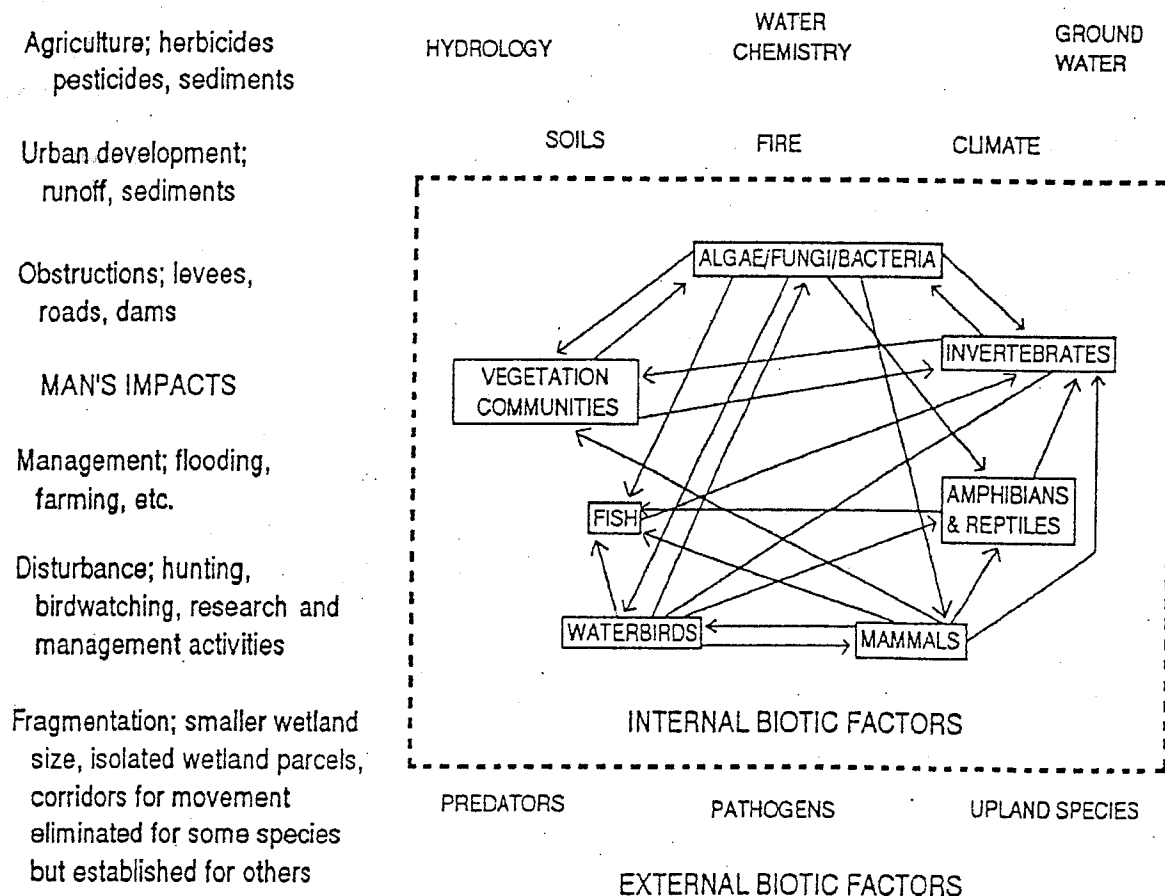 Agriculture; herbicides
pesticides, sediments
Urban development;
runoff, sediments
Obstructions; levees,
roads, dams
MAN'S IMPACTS
Management; flooding,
farming, etc.
Disturbance; hunting,
birdwatching, research and
management activities
Fragmentation; smaller wetland
size, isolated wetland parcels,
corridors for movement
eliminated for some species
but established for others
HYDROLOGY
WATER
CHEMISTRY
GROUND
WATER
SOILS
FIRE
CLIMATE
ALGAE/FUNGI/BACTERIA
INVERTEBRATES
VEGETATION
COMMUNITIES
AMPHIBIANS
& REPTILES
FISH
WATERBIRDS
MAMMALS
INTERNAL BIOTIC FACTORS
PREDATORS
PATHOGENS
UPLAND SPECIES
EXTERNAL BIOTIC FACTORS